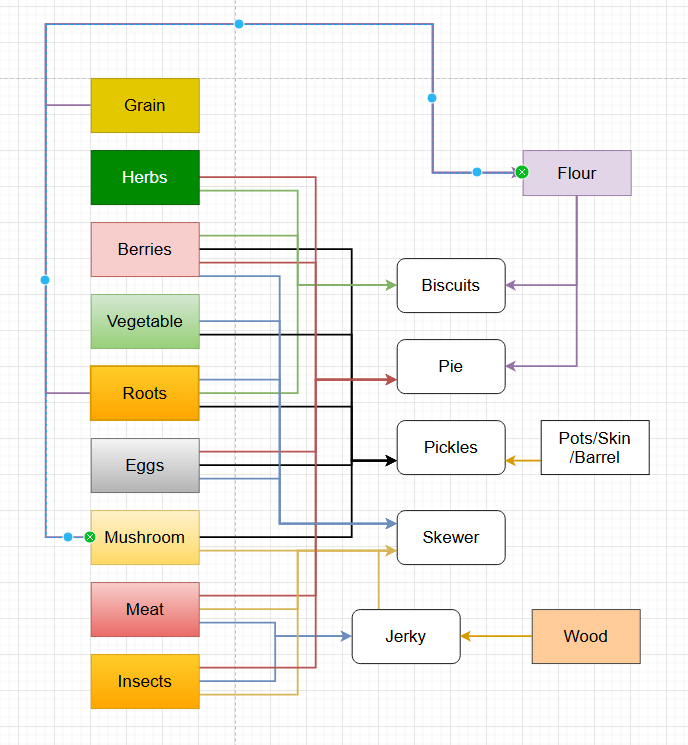 Grain
Herbs
Flour
Berries
Biscuits
Vegetable
Pie
Roots
Pickles
Pots/Skin
/Barrel
Eggs
Mushroom
Skewer
Meat
Jerky
Wood
Insects